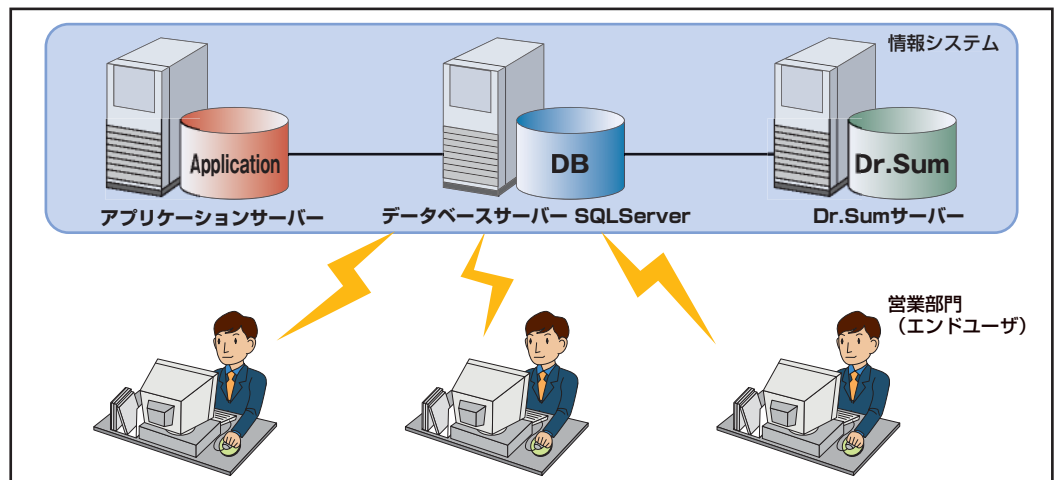 情報システム
Application
DB
Dr.Sum
アプリケーションサーバー
データベースサーバー SQLServer
Dr.Sumサーバー
営業部門
（エンドユーザ）